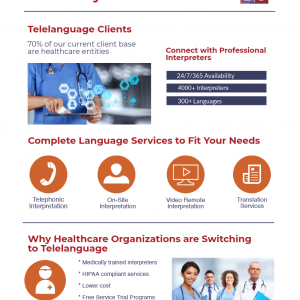 Telelanguage Clients
70% of our current client base
are healthcare entities
Connect with Professional
Interpreters
24/7/365 Availability
4000+ Interpreters
300+ Languages
Complete Language Services to Fit Your Needs
Telephonic
Interpretation
On-Site
Interpretation
Video Remote
Interpretation
Translation
Services
Why Healthcare Organizations are Switching
to Telelanguage
* Medically trained interpreters
* HIPAA compliant services
* Lower cost
* Free Service Trial Programs